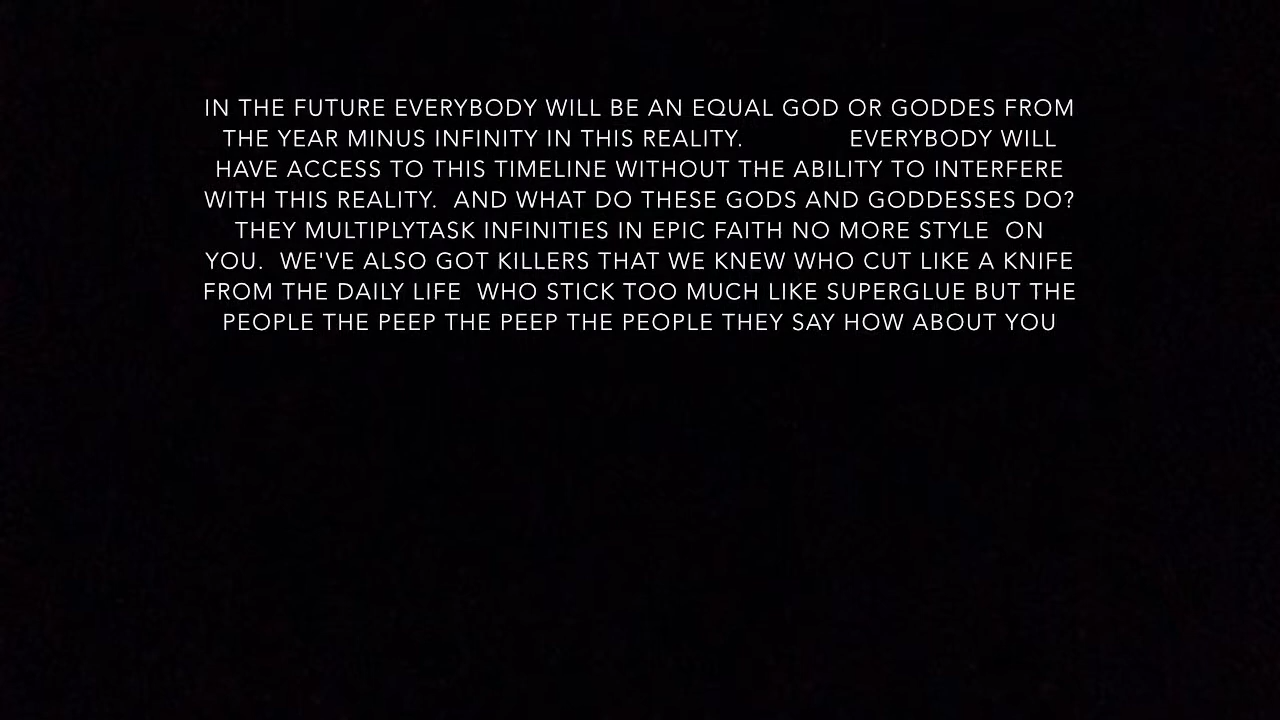 IN THE FUTURE EVERYBODY WILL BE AN EQUAL GOD OR GODDES FROM
THE YEAR MINUS INFINITY IN THIS REALITY. EVERYBODY WILL
HAVE ACCESS TO THIS TIMELINE WITHOUT THE ABILITY TO INTERFERE
WITH THIS REALITY. AND WHAT DO THESE GODS AND GODDESSES DO?
THEY MULTIPLYTASK INFINITIES IN EPIC FAITH NO MORE STYLE ON
YOU. WE'VE ALSO GOT KILLERS THAT WE KNEW WHO CUT LIKE A KNIFE
FROM THE DAILY LIFE WHO STICK TOO MUCH LIKE SUPERGLUE BUT THE
PEOPLE THE PEEP THE PEEP THE PEOPLE THEY SAY HOW ABOUT YOU